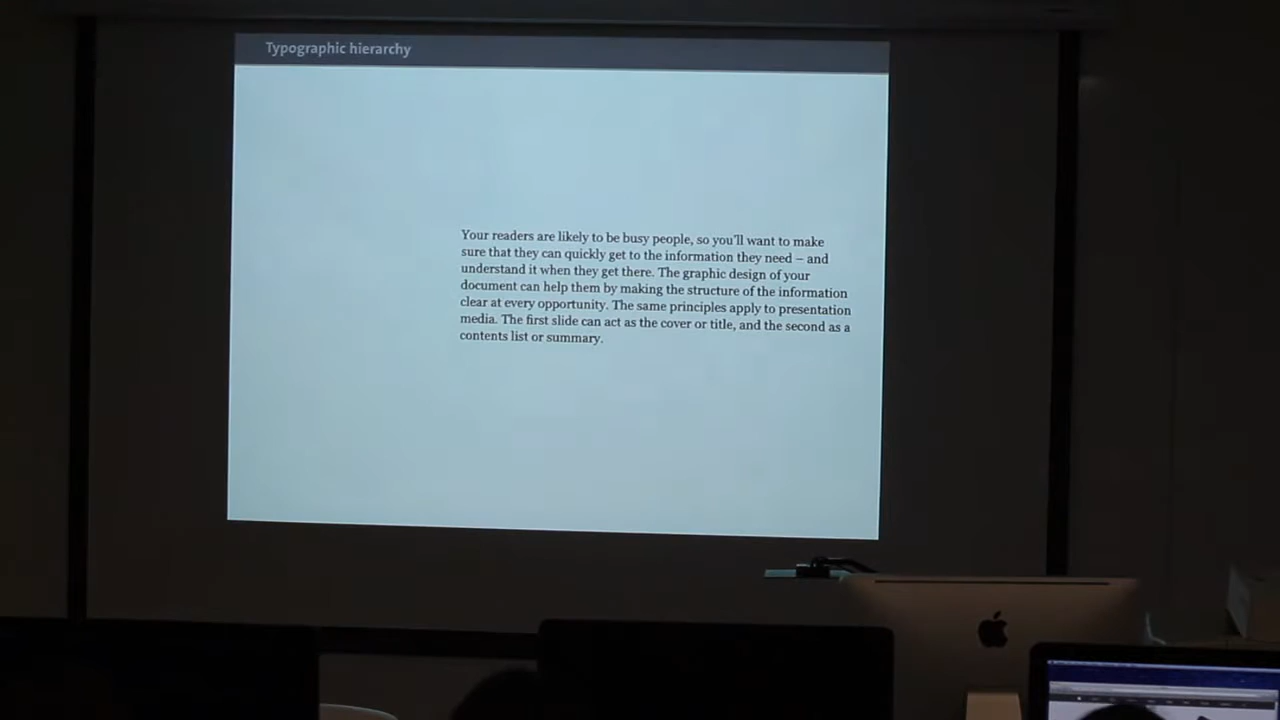 Typographic hierarchy
Your readers are likely to be busy people, so you'll want to make
sure that they can quickly get to the information they need – and
understand it when they get there. The graphic design of your
document can help them by making the structure of the information
clear at every opportunity. The same principles apply to presentation
media. The first slide can act as the cover or title, and the second as a
contents list or summary.